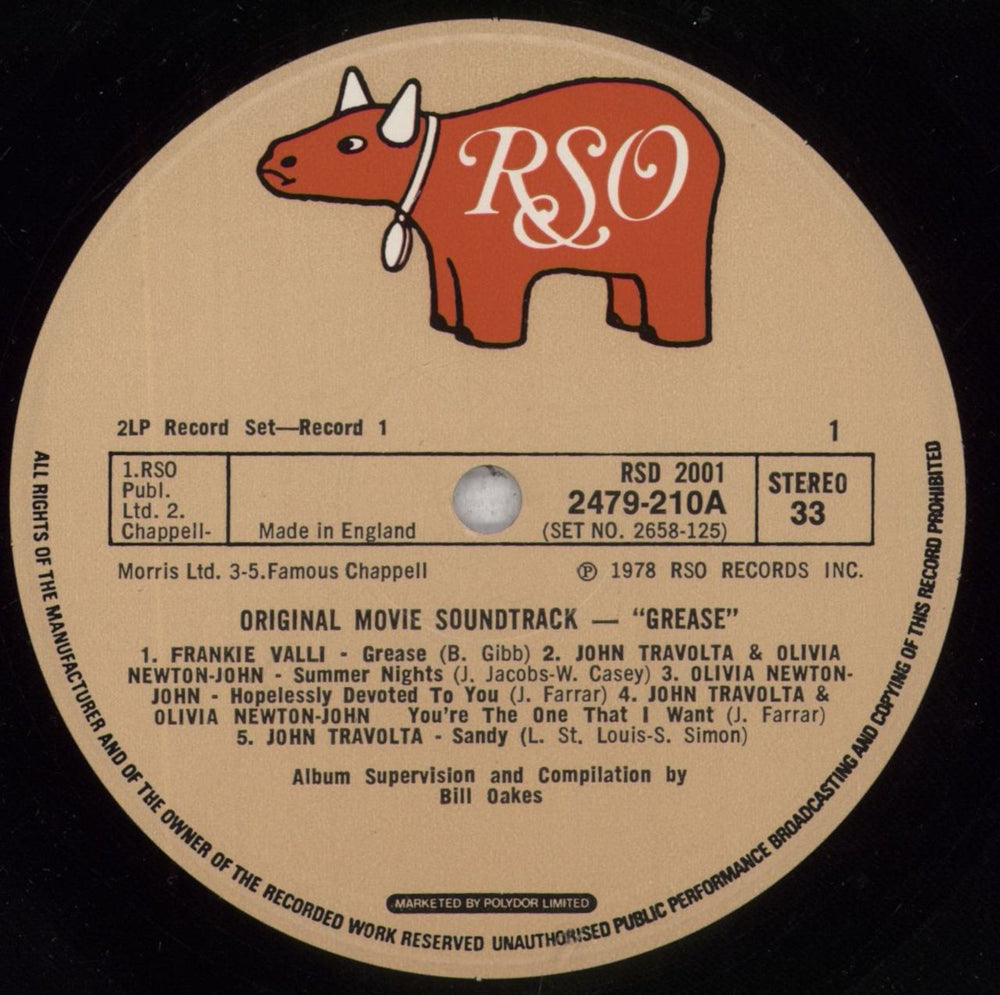 RSO
2LP Record Set—Record 1
1
1.RSO
Publ.
Ltd. 2.
Chappell-
Made in England
RSD 2001
2479-210A
(SET NO. 2658-125)
STEREO
33
Morris Ltd. 3-5.Famous Chappell
℗ 1978 RSO RECORDS INC.
ORIGINAL MOVIE SOUNDTRACK — “GREASE”
1. FRANKIE VALLI - Grease (B. Gibb) 2. JOHN TRAVOLTA & OLIVIA
NEWTON-JOHN - Summer Nights (J. Jacobs-W. Casey) 3. OLIVIA NEWTON-
JOHN - Hopelessly Devoted To You (J. Farrar) 4. JOHN TRAVOLTA &
OLIVIA NEWTON-JOHN You're The One That I Want (J. Farrar)
5. JOHN TRAVOLTA - Sandy (L. St. Louis-S. Simon)
Album Supervision and Compilation by
Bill Oakes
MARKETED BY POLYDOR LIMITED
ALL RIGHTS OF THE MANUFACTURER AND OF THE OWNER OF THE RECORDED WORK RESERVED UNAUTHORISED PUBLIC PERFORMANCE BROADCASTING AND COPYING OF THIS RECORD PROHIBITED